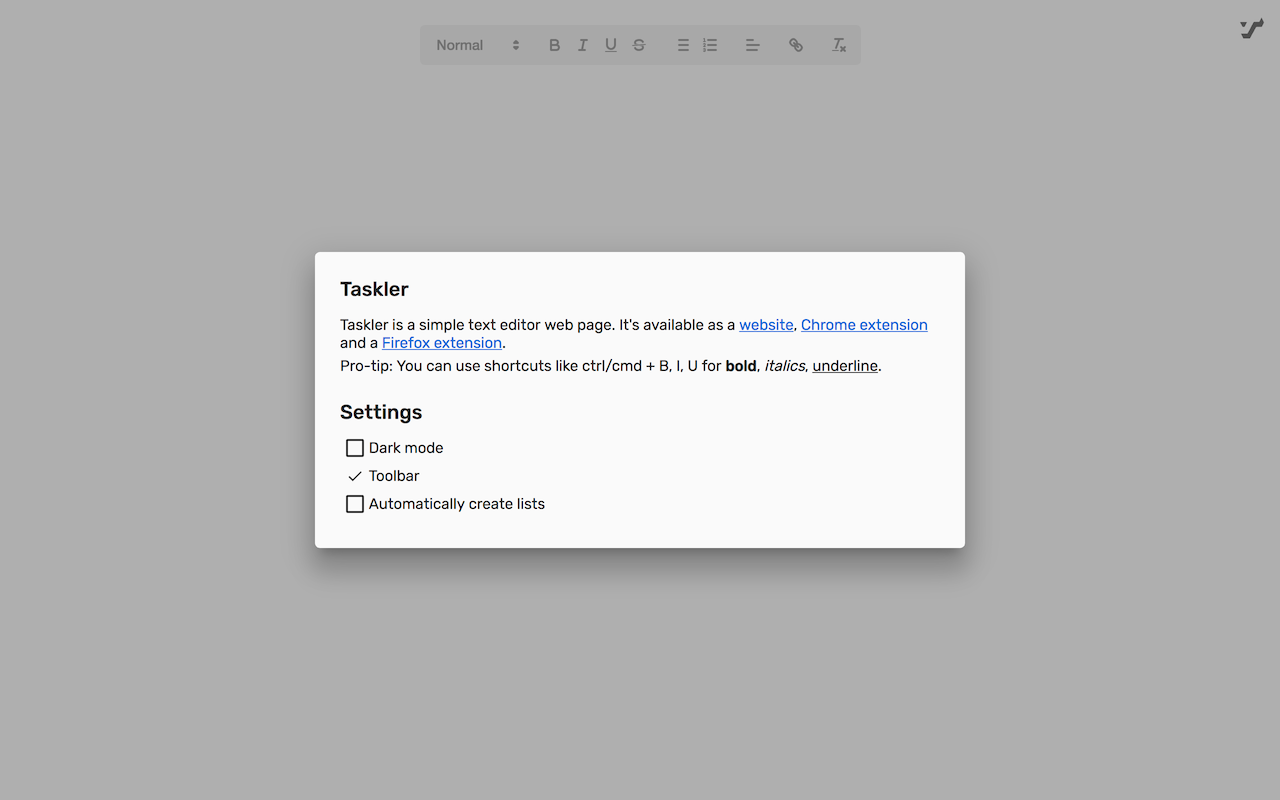 Normal
Taskler
Taskler is a simple text editor web page. It's available as a website, Chrome extension
and a Firefox extension.
Pro-tip: You can use shortcuts like ctrl/cmd + B, I, U for bold, italics, underline.
Settings
Dark mode
Toolbar
Automatically create lists